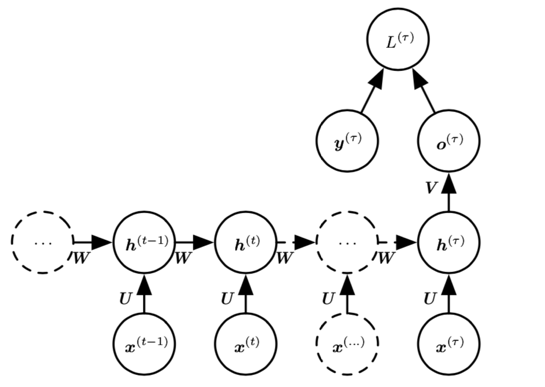 L^(τ)
y^(τ) o^(τ)
V
... h^(t−1) h^(t) ... h^(τ)
W W W W
U U U U
x^(t−1) x^(t) x^(...) x^(τ)